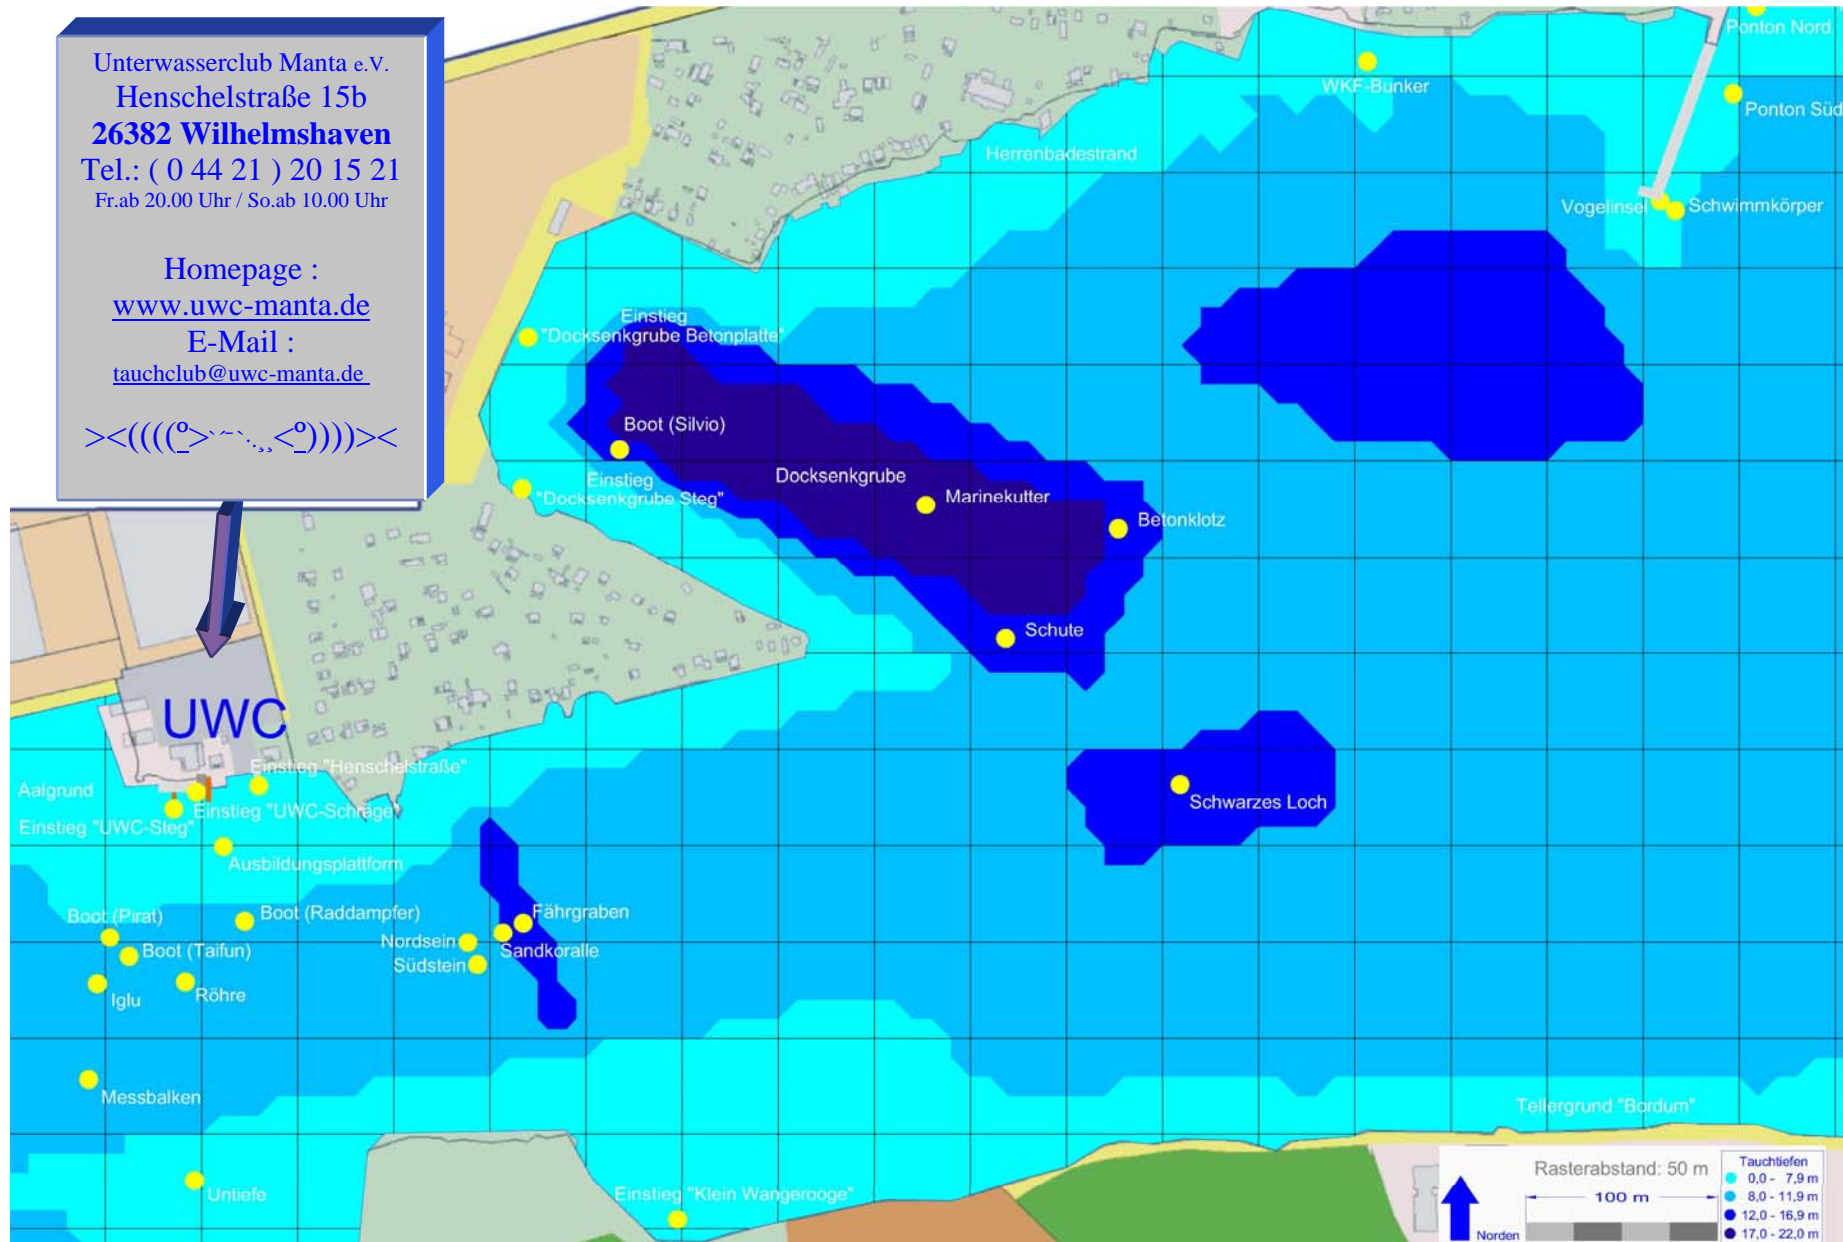 Unterwasserclub Manta e.V.
Henschelstraße 15b
26382 Wilhelmshaven
Tel.: ( 0 44 21 ) 20 15 21
Fr.ab 20.00 Uhr / So.ab 10.00 Uhr
Homepage :
www.uwc-manta.de
E-Mail :
tauchclub@uwc-manta.de
><((((º>`´¯`·.¸¸<º))))><
Ponton Nord
WKF-Bunker
Ponton Süd
Herrenbadestrand
Vogelinsel
Schwimmkörper
Einstieg
"Docksenkgrube Betonplatte"
Boot (Silvio)
Einstieg
"Docksenkgrube Steg"
Docksenkgrube
Marinekutter
Betonklotz
Schute
UWC
Einstieg "Henschelstraße"
Aalgrund
Einstieg "UWC-Schräge"
Einstieg "UWC-Steg"
Ausbildungsplattform
Schwarzes Loch
Boot (Pirat)
Boot (Raddampfer)
Fährgraben
Nordsein
Sandkoralle
Boot (Taifun)
Südstein
Iglu
Röhre
Messbalken
Tellergrund "Bordum"
Untiefe
Einstieg "Klein Wangerooge"
Norden
Rasterabstand: 50 m
100 m
Tauchtiefen
0,0 - 7,9 m
8,0 - 11,9 m
12,0 - 16,9 m
17,0 - 22,0 m